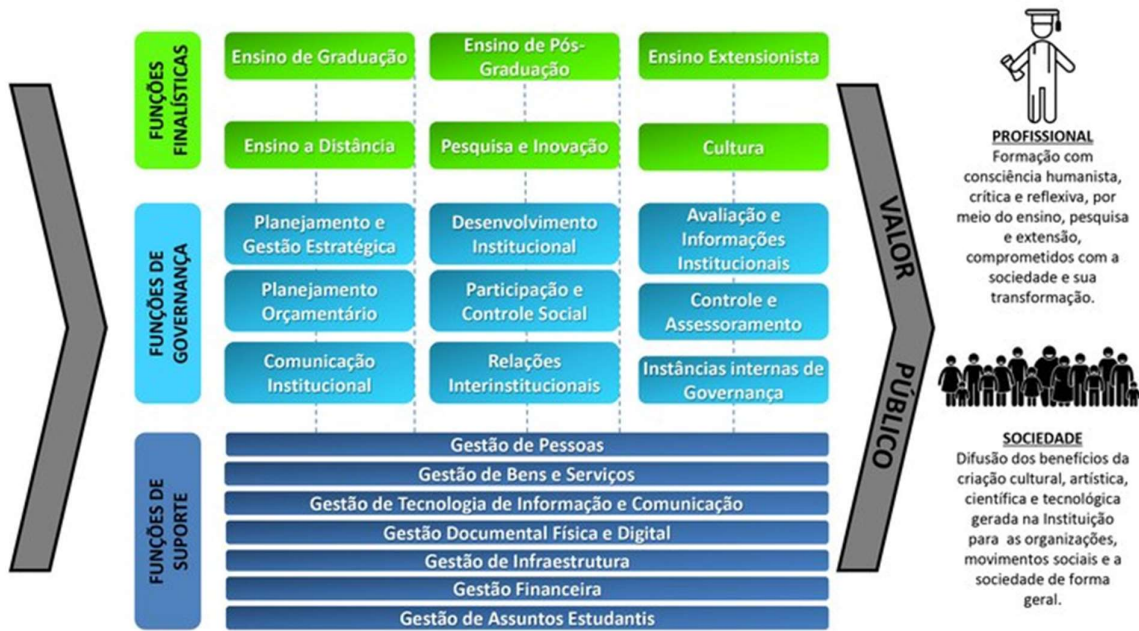 FUNÇÕES
FINALÍSTICAS
Ensino de Graduação
Ensino de Pós-
Graduação
Ensino Extensionista
Ensino a Distância
Pesquisa e Inovação
Cultura
FUNÇÕES DE
GOVERNANÇA
Planejamento e
Gestão Estratégica
Desenvolvimento
Institucional
Avaliação e
Informações
Institucionais
Planejamento
Orçamentário
Participação e
Controle Social
Controle e
Assessoramento
Comunicação
Institucional
Relações
Interinstitucionais
Instâncias internas de
Governança
FUNÇÕES DE
SUPORTE
Gestão de Pessoas
Gestão de Bens e Serviços
Gestão de Tecnologia de Informação e Comunicação
Gestão Documental Física e Digital
Gestão de Infraestrutura
Gestão Financeira
Gestão de Assuntos Estudantis
VALOR
PÚBLICO
PROFISSIONAL
Formação com
consciência humanista,
crítica e reflexiva, por
meio do ensino, pesquisa
e extensão,
comprometidos com a
sociedade e sua
transformação.
SOCIEDADE
Difusão dos benefícios da
criação cultural, artística,
científica e tecnológica
gerada na Instituição
para as organizações,
movimentos sociais e a
sociedade de forma
geral.